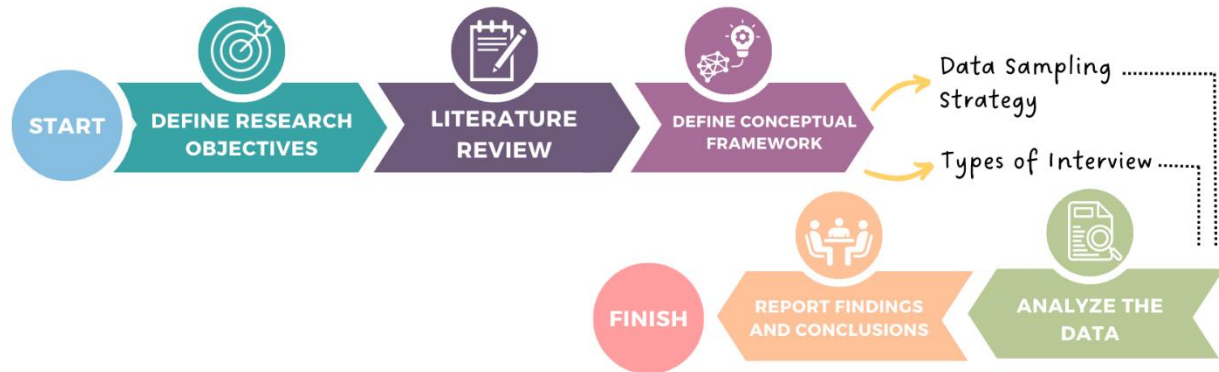 START
DEFINE RESEARCH
OBJECTIVES
LITERATURE
REVIEW
DEFINE CONCEPTUAL
FRAMEWORK
Data Sampling
Strategy
Types of Interview
ANALYZE THE
DATA
REPORT FINDINGS
AND CONCLUSIONS
FINISH